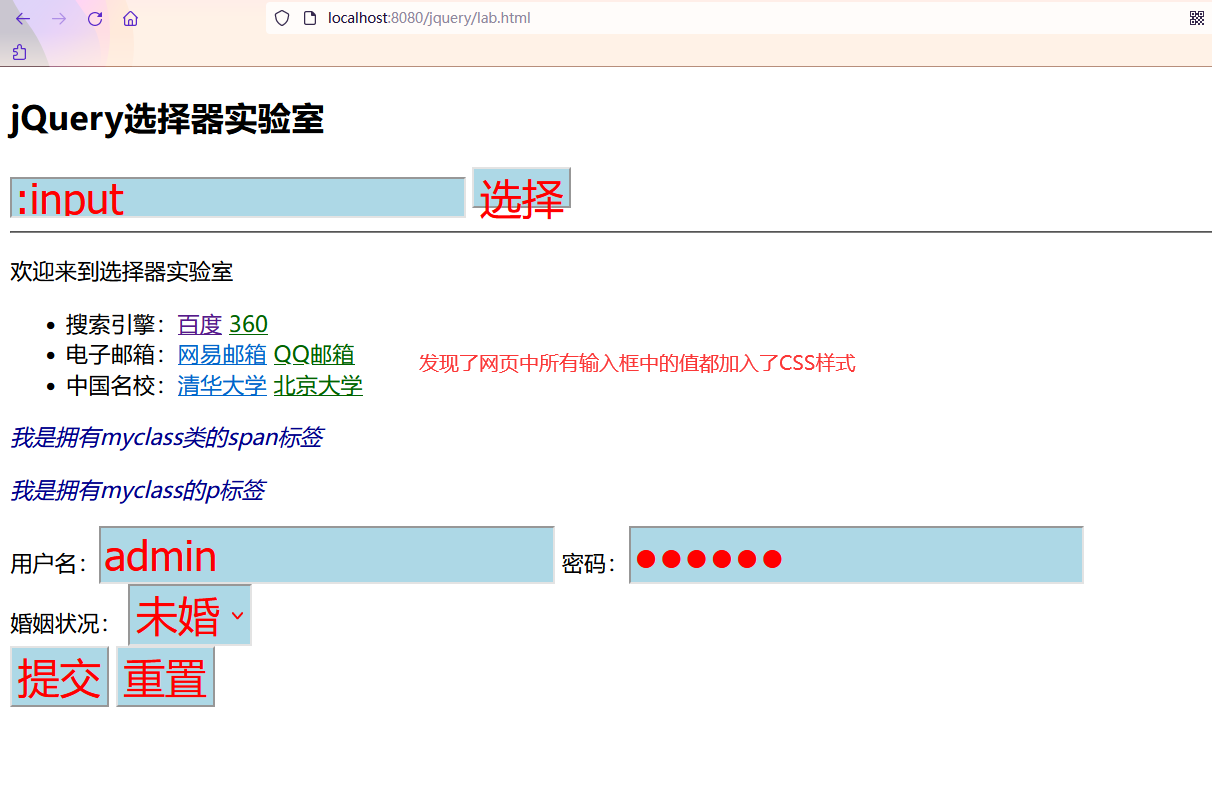 localhost:8080/jquery/lab.html
jQuery选择器实验室
:input 选择
欢迎来到选择器实验室
搜索引擎：百度 360
电子邮箱：网易邮箱 QQ邮箱
发现了网页中所有输入框中的值都加入了CSS样式
中国名校：清华大学 北京大学
我是拥有myclass类的span标签
我是拥有myclass的p标签
用户名：admin 密码：●●●●●●
婚姻状况： 未婚
提交 重置